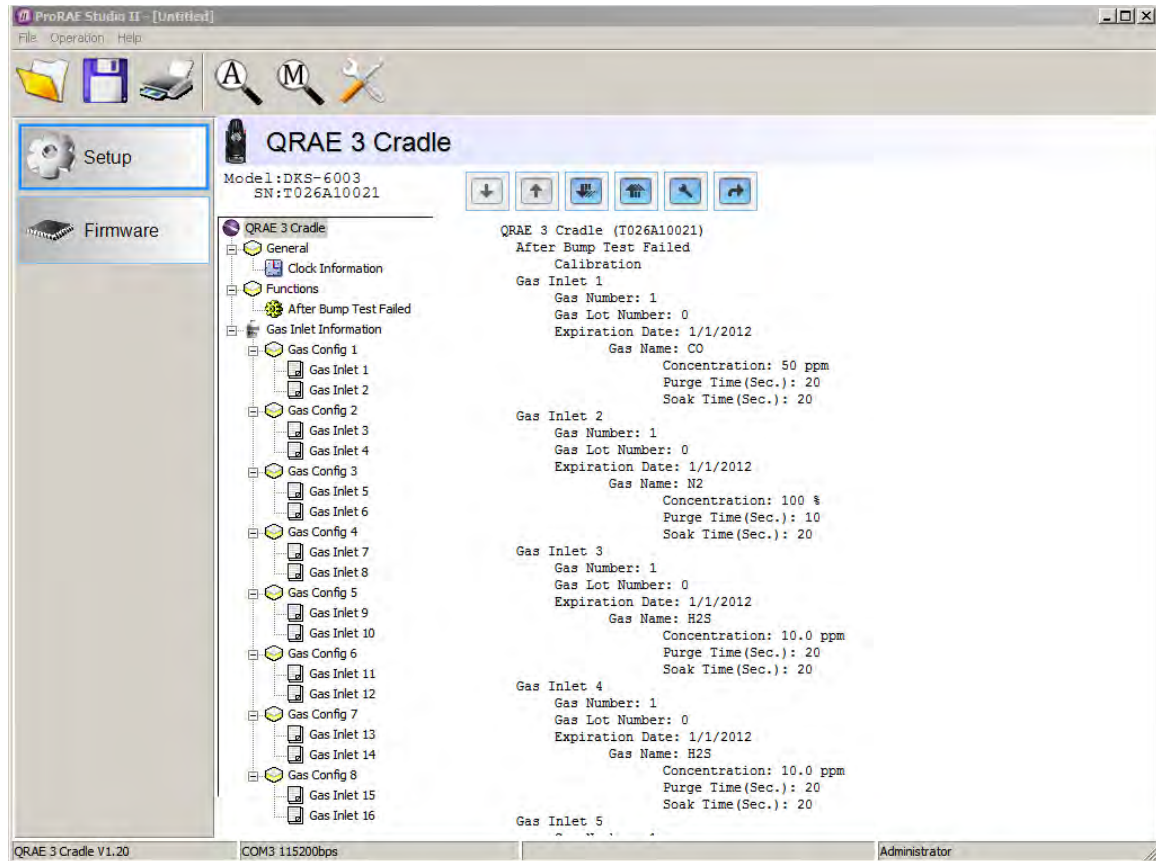 ProRAE Studio II - [Untitled]
File Operation Help
A M
Setup
Firmware
QRAE 3 Cradle
Model:DKS-6003
SN:T026A10021
QRAE 3 Cradle
General
Clock Information
Functions
After Bump Test Failed
Gas Inlet Information
Gas Config 1
Gas Inlet 1
Gas Inlet 2
Gas Config 2
Gas Inlet 3
Gas Inlet 4
Gas Config 3
Gas Inlet 5
Gas Inlet 6
Gas Config 4
Gas Inlet 7
Gas Inlet 8
Gas Config 5
Gas Inlet 9
Gas Inlet 10
Gas Config 6
Gas Inlet 11
Gas Inlet 12
Gas Config 7
Gas Inlet 13
Gas Inlet 14
Gas Config 8
Gas Inlet 15
Gas Inlet 16
QRAE 3 Cradle (T026A10021)
After Bump Test Failed
Calibration
Gas Inlet 1
Gas Number: 1
Gas Lot Number: 0
Expiration Date: 1/1/2012
Gas Name: CO
Concentration: 50 ppm
Purge Time(Sec.): 20
Soak Time(Sec.): 20
Gas Inlet 2
Gas Number: 1
Gas Lot Number: 0
Expiration Date: 1/1/2012
Gas Name: N2
Concentration: 100 %
Purge Time(Sec.): 10
Soak Time(Sec.): 20
Gas Inlet 3
Gas Number: 1
Gas Lot Number: 0
Expiration Date: 1/1/2012
Gas Name: H2S
Concentration: 10.0 ppm
Purge Time(Sec.): 20
Soak Time(Sec.): 20
Gas Inlet 4
Gas Number: 1
Gas Lot Number: 0
Expiration Date: 1/1/2012
Gas Name: H2S
Concentration: 10.0 ppm
Purge Time(Sec.): 20
Soak Time(Sec.): 20
Gas Inlet 5
QRAE 3 Cradle V1.20
COM3 115200bps
Administrator